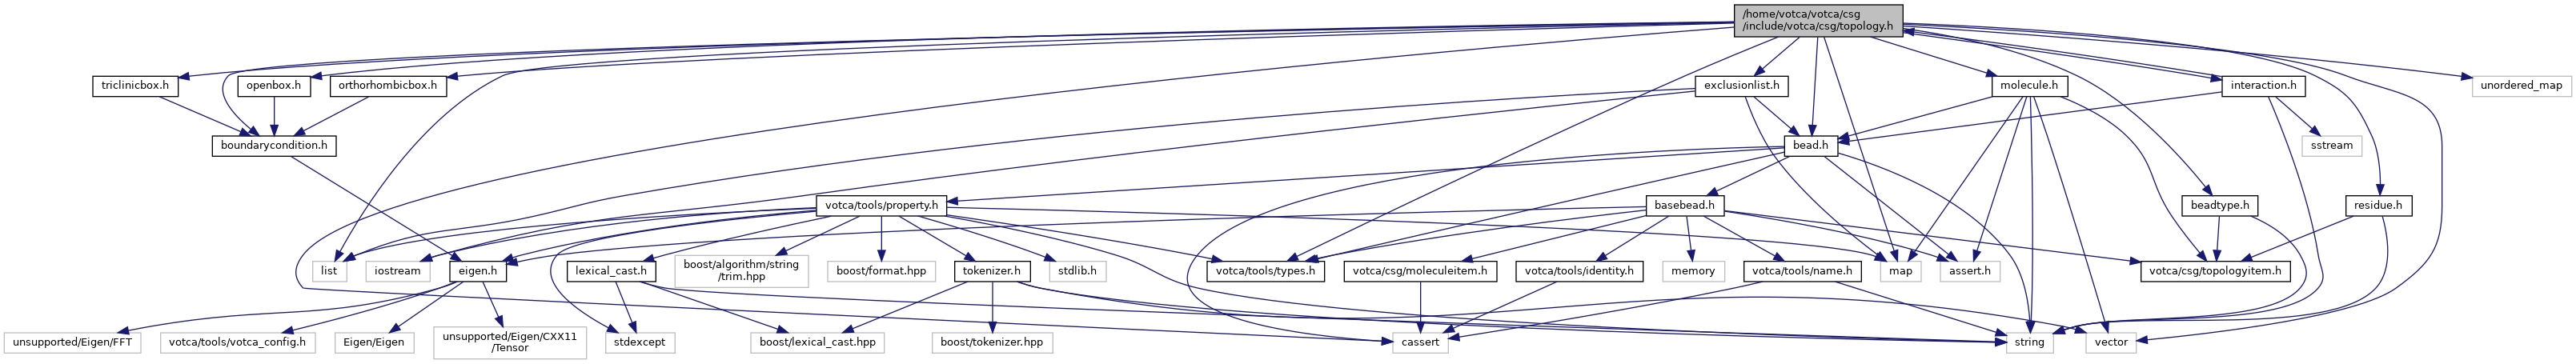 /home/votca/votca/csg
/include/votca/csg/topology.h
triclinicbox.h
openbox.h
orthorhombicbox.h
exclusionlist.h
molecule.h
interaction.h
unordered_map
boundarycondition.h
bead.h
sstream
votca/tools/property.h
basebead.h
beadtype.h
residue.h
list
iostream
eigen.h
lexical_cast.h
boost/algorithm/string
/trim.hpp
boost/format.hpp
tokenizer.h
stdlib.h
votca/tools/types.h
votca/csg/moleculeitem.h
votca/tools/identity.h
memory
votca/tools/name.h
map
assert.h
votca/csg/topologyitem.h
unsupported/Eigen/FFT
votca/tools/votca_config.h
Eigen/Eigen
unsupported/Eigen/CXX11
/Tensor
stdexcept
boost/lexical_cast.hpp
boost/tokenizer.hpp
cassert
string
vector